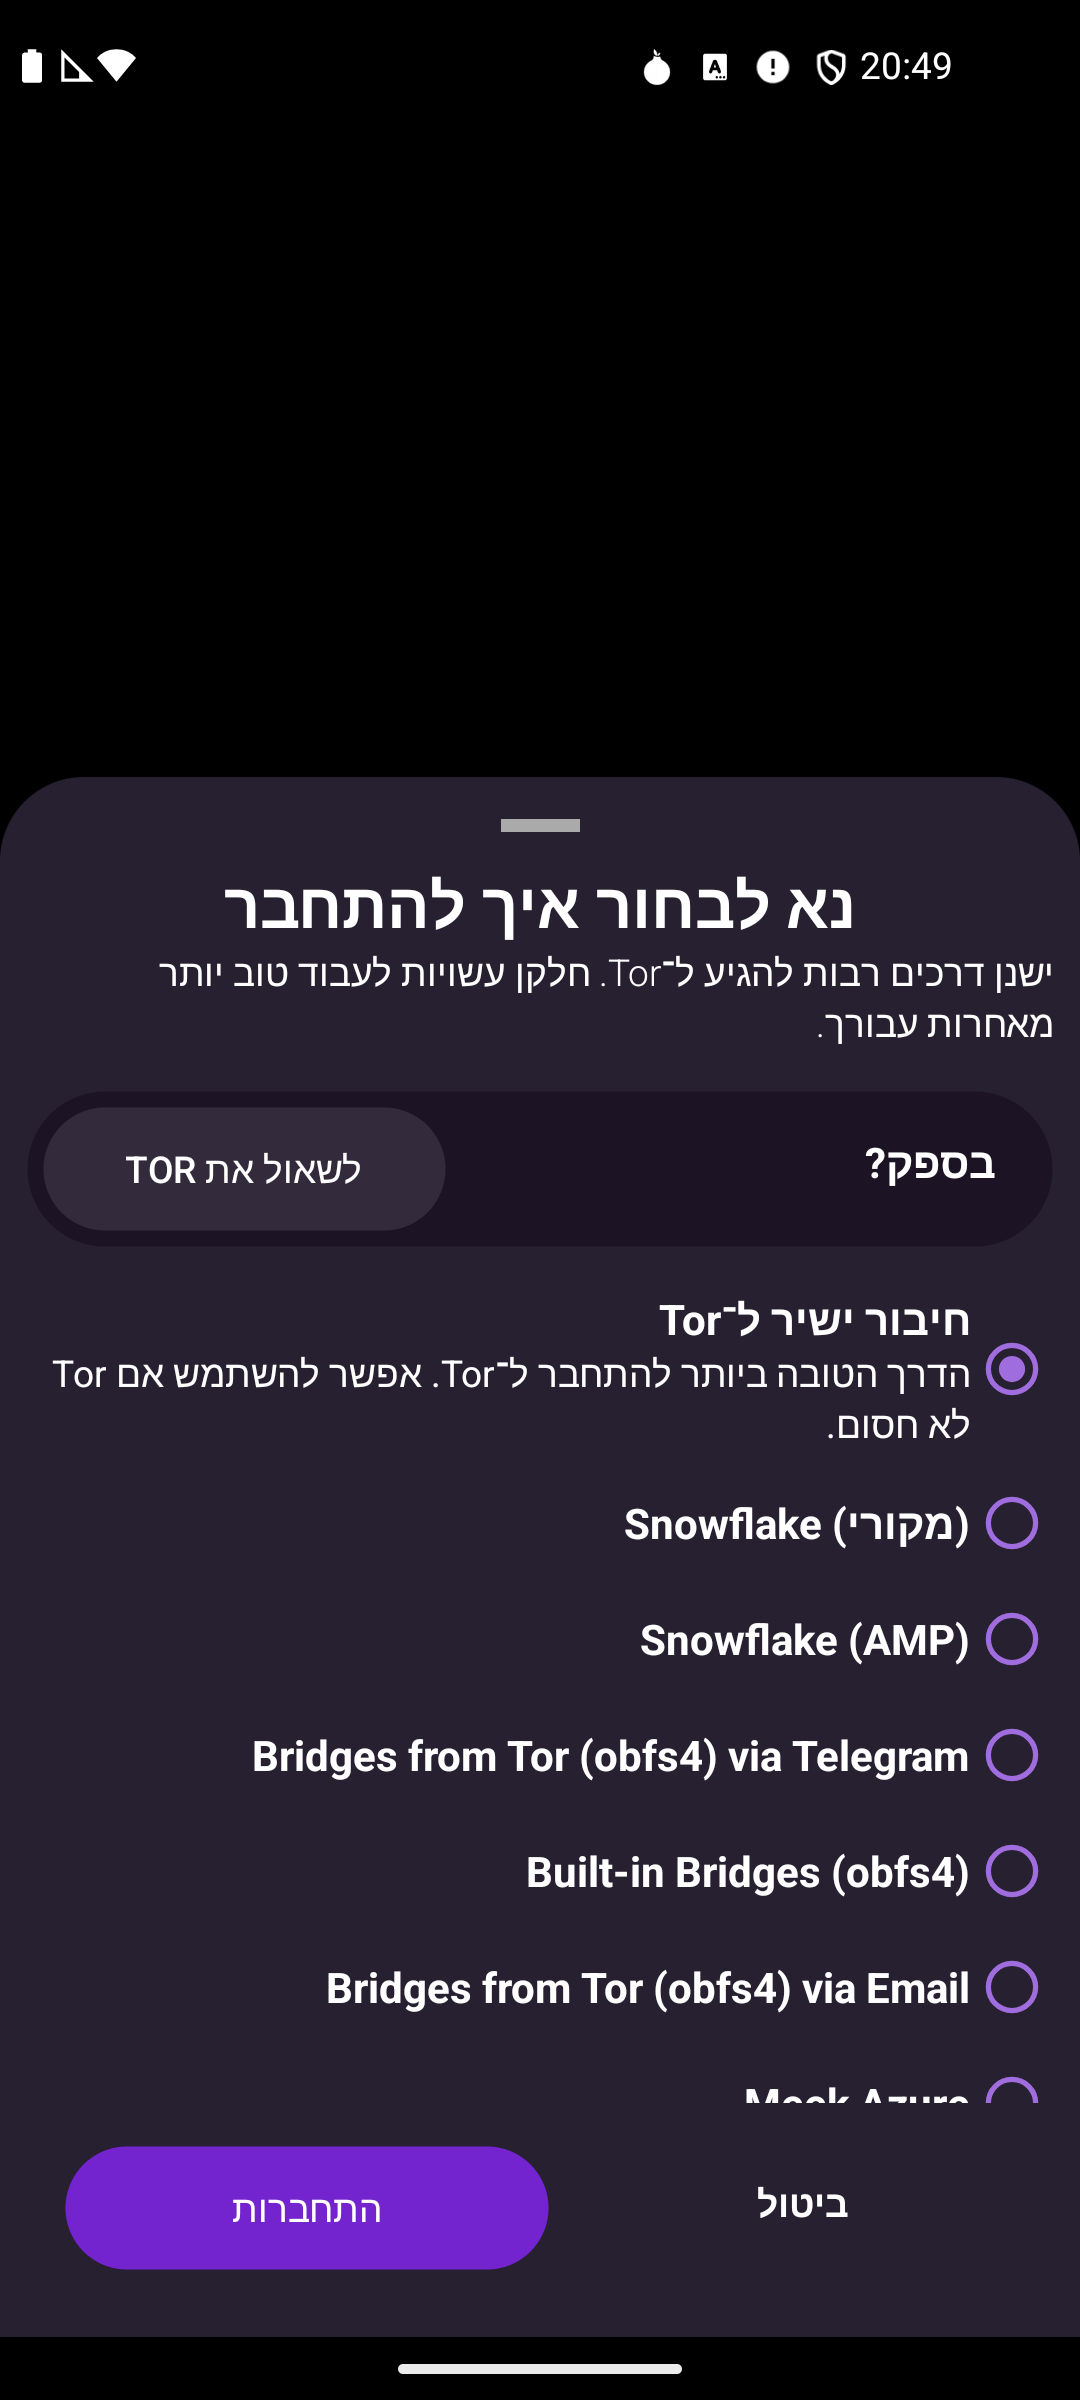 20:49
נא לבחור איך להתחבר
ישנן דרכים רבות להגיע ל־Tor. חלקן עשויות לעבוד טוב יותר
מאחרות עבורך.
בספק?
לשאול את TOR
חיבור ישיר ל־Tor
הדרך הטובה ביותר להתחבר ל־Tor. אפשר להשתמש אם Tor
לא חסום.
Snowflake (מקורי)
Snowflake (AMP)
Bridges from Tor (obfs4) via Telegram
Built-in Bridges (obfs4)
Bridges from Tor (obfs4) via Email
Meek Azure
ביטול
התחברות